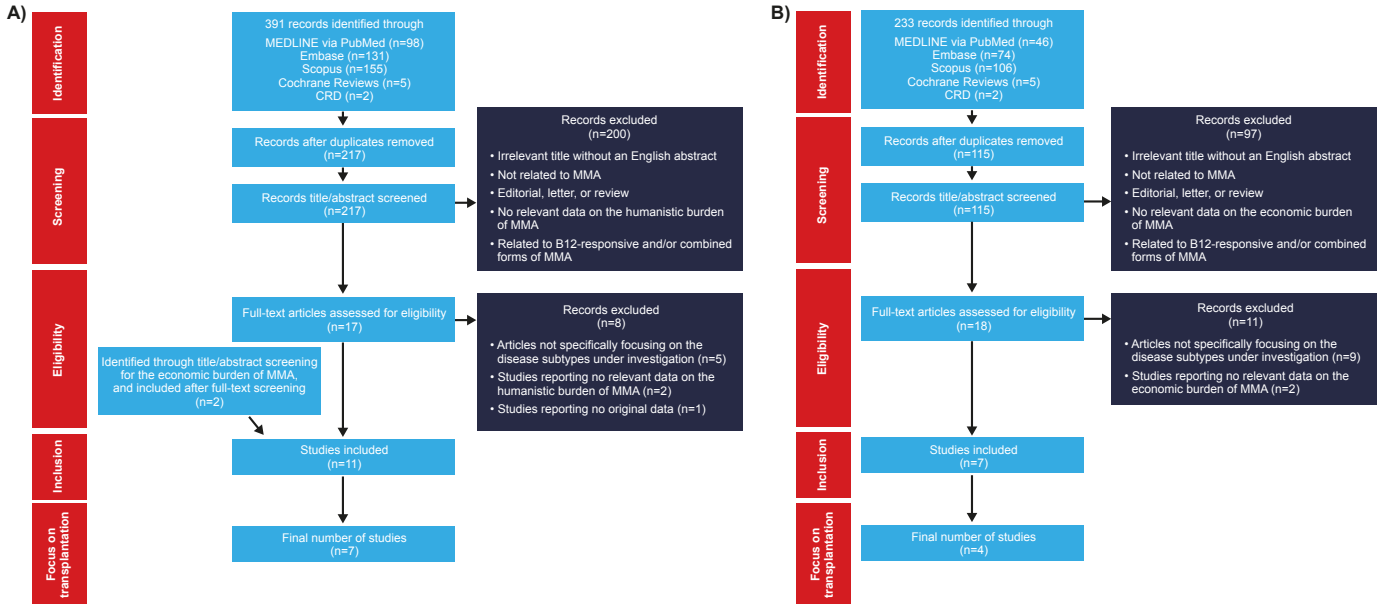 A)
Identification
391 records identified through
MEDLINE via PubMed (n=98)
Embase (n=131)
Scopus (n=155)
Cochrane Reviews (n=5)
CRD (n=2)
Screening
Records after duplicates removed
(n=217)
Records title/abstract screened
(n=217)
Records excluded
(n=200)
• Irrelevant title without an English abstract
• Not related to MMA
• Editorial, letter, or review
• No relevant data on the humanistic burden
of MMA
• Related to B12-responsive and/or combined
forms of MMA
Eligibility
Full-text articles assessed for eligibility
(n=17)
Records excluded
(n=8)
• Articles not specifically focusing on the
disease subtypes under investigation (n=5)
• Studies reporting no relevant data on the
humanistic burden of MMA (n=2)
• Studies reporting no original data (n=1)
Identified through title/abstract screening
for the economic burden of MMA,
and included after full-text screening
(n=2)
Inclusion
Studies included
(n=11)
Focus on
transplantation
Final number of studies
(n=7)
B)
Identification
233 records identified through
MEDLINE via PubMed (n=46)
Embase (n=74)
Scopus (n=106)
Cochrane Reviews (n=5)
CRD (n=2)
Screening
Records after duplicates removed
(n=115)
Records title/abstract screened
(n=115)
Records excluded
(n=97)
• Irrelevant title without an English abstract
• Not related to MMA
• Editorial, letter, or review
• No relevant data on the economic burden
of MMA
• Related to B12-responsive and/or combined
forms of MMA
Eligibility
Full-text articles assessed for eligibility
(n=18)
Records excluded
(n=11)
• Articles not specifically focusing on the
disease subtypes under investigation (n=9)
• Studies reporting no relevant data on the
economic burden of MMA (n=2)
Inclusion
Studies included
(n=7)
Focus on
transplantation
Final number of studies
(n=4)